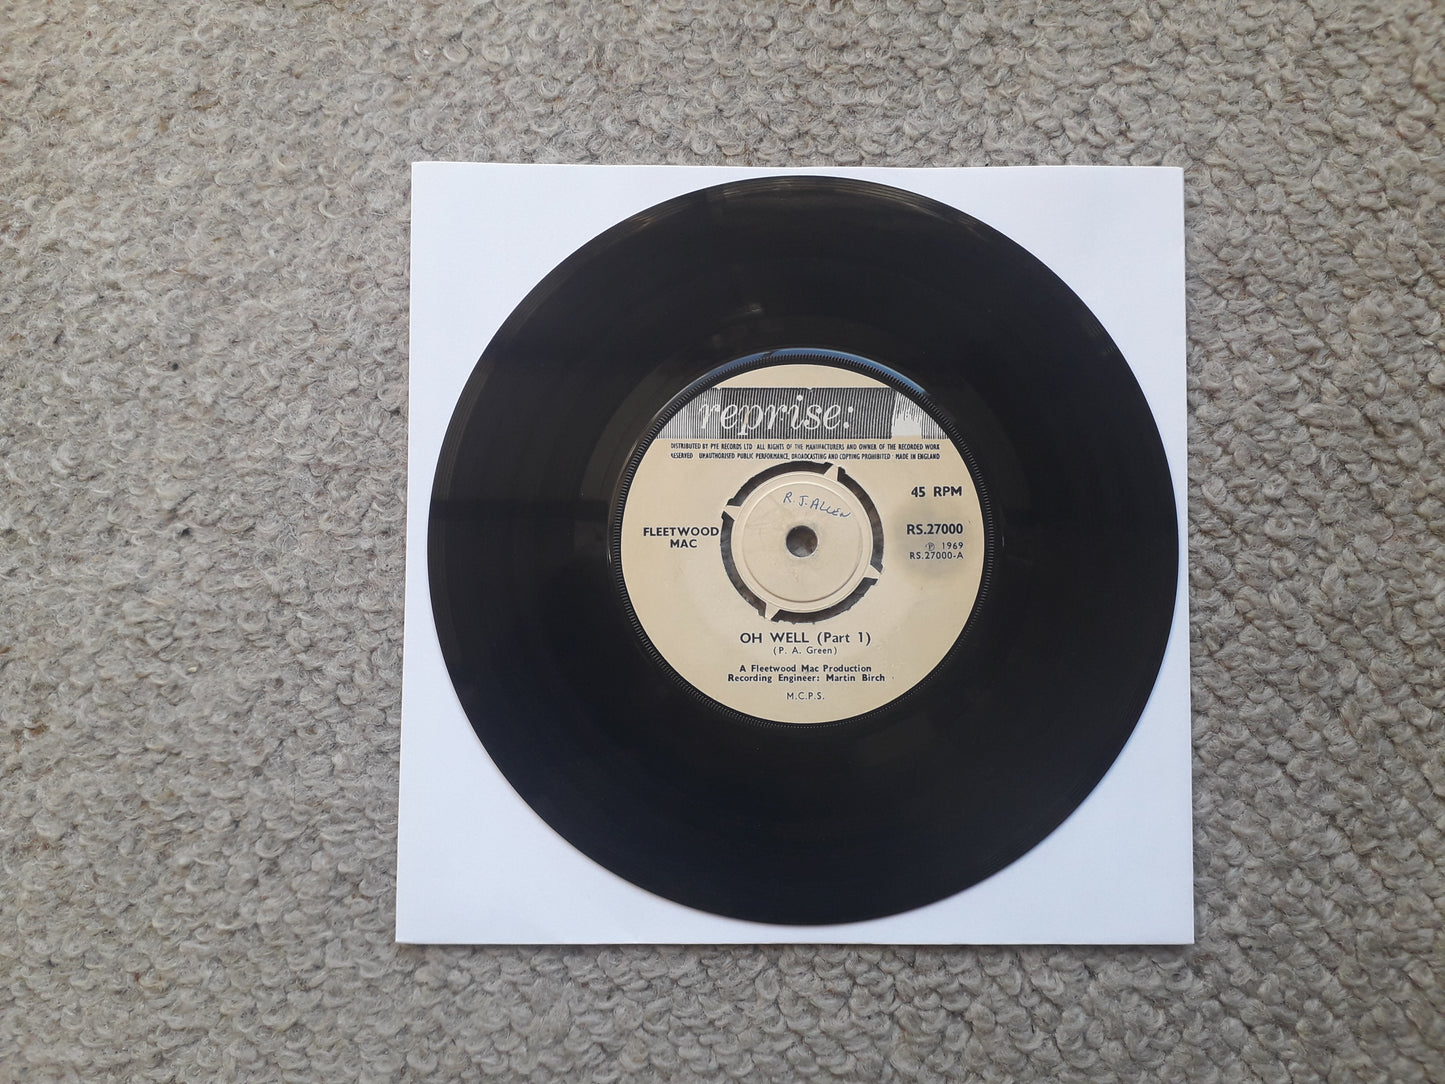 reprise:
DISTRIBUTED BY PYE RECORDS LTD · ALL RIGHTS OF THE MANUFACTURERS AND OWNER OF THE RECORDED WORK
RESERVED · UNAUTHORISED PUBLIC PERFORMANCE, BROADCASTING AND COPYING PROHIBITED · MADE IN ENGLAND
R. J. ALLEN
45 RPM
FLEETWOOD
MAC
RS.27000
℗ 1969
RS.27000-A
OH WELL (Part 1)
(P. A. Green)
A Fleetwood Mac Production
Recording Engineer: Martin Birch
M.C.P.S.